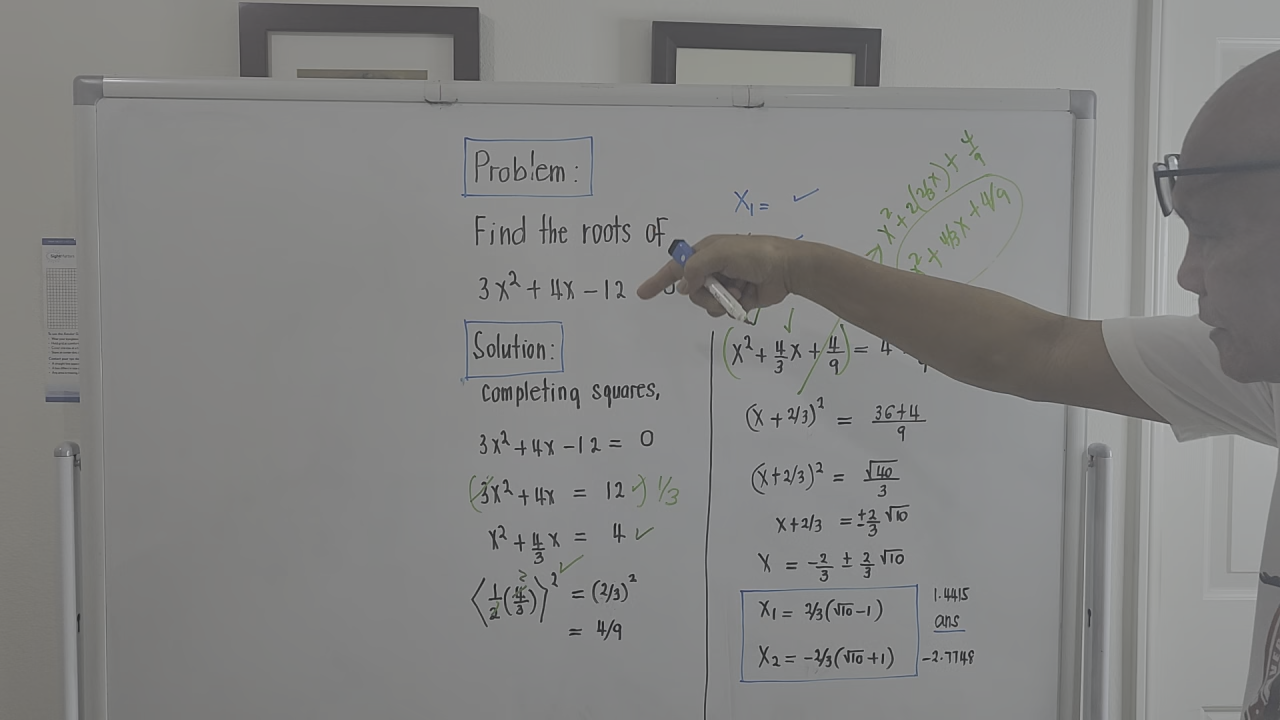 Problem:
Find the roots of
3x² + 4x - 12
Solution:
completing squares,
3x² + 4x - 12 = 0
(3x² + 4x = 12) 1/3
x² + 4/3 x = 4 ✓
⟨1/2(4/3)⟩² = (2/3)²
= 4/9
X₁ = ✓
x² + 2(2/3x) + 4/9
x² + 4/3x + 4/9
(x² + 4/3 x + 4/9) = 4
(x + 2/3)² = 36+4/9
(x+2/3)² = √40/3
x+2/3 = ±2/3 √10
x = -2/3 ± 2/3 √10
x₁ = 2/3(√10-1)
x₂ = -2/3(√10+1)
1.4415
ans
-2.7748